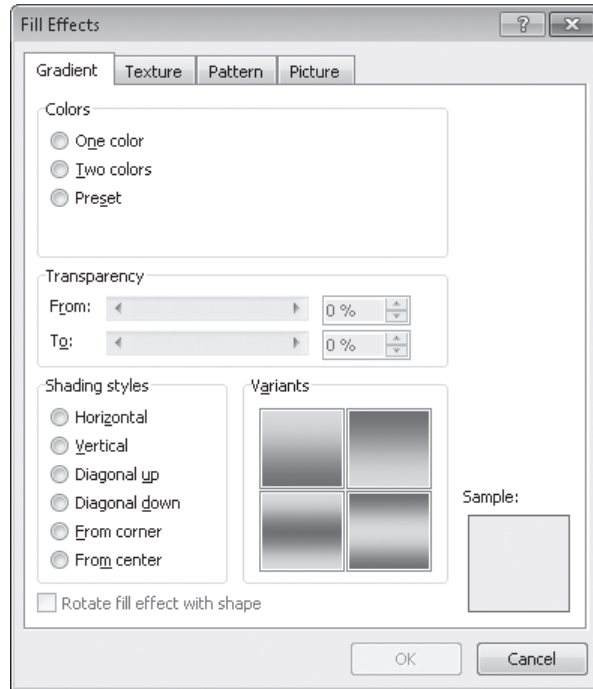 Fill Effects
Gradient Texture Pattern Picture
Colors
One color
Two colors
Preset
Transparency
From: 0 %
To: 0 %
Shading styles Variants
Horizontal
Vertical
Diagonal up
Diagonal down
From corner
From center
Sample:
Rotate fill effect with shape
OK Cancel